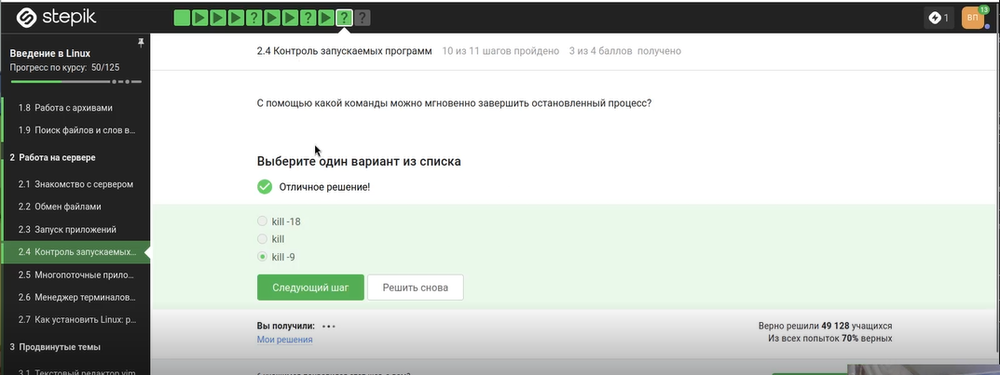 stepik
? ? ? ?
1
ВП
13
Введение в Linux
Прогресс по курсу: 50/125
1.8 Работа с архивами
1.9 Поиск файлов и слов в...
2 Работа на сервере
2.1 Знакомство с сервером
2.2 Обмен файлами
2.3 Запуск приложений
2.4 Контроль запускаемых...
2.5 Многопоточные прило...
2.6 Менеджер терминалов...
2.7 Как установить Linux: р...
3 Продвинутые темы
3.1 Текстовый редактор vim
2.4 Контроль запускаемых программ 10 из 11 шагов пройдено 3 из 4 баллов получено
С помощью какой команды можно мгновенно завершить остановленный процесс?
Выберите один вариант из списка
Отличное решение!
kill -18
kill
kill -9
Следующий шаг Решить снова
Вы получили: •••
Мои решения
Верно решили 49 128 учащихся
Из всех попыток 70% верных